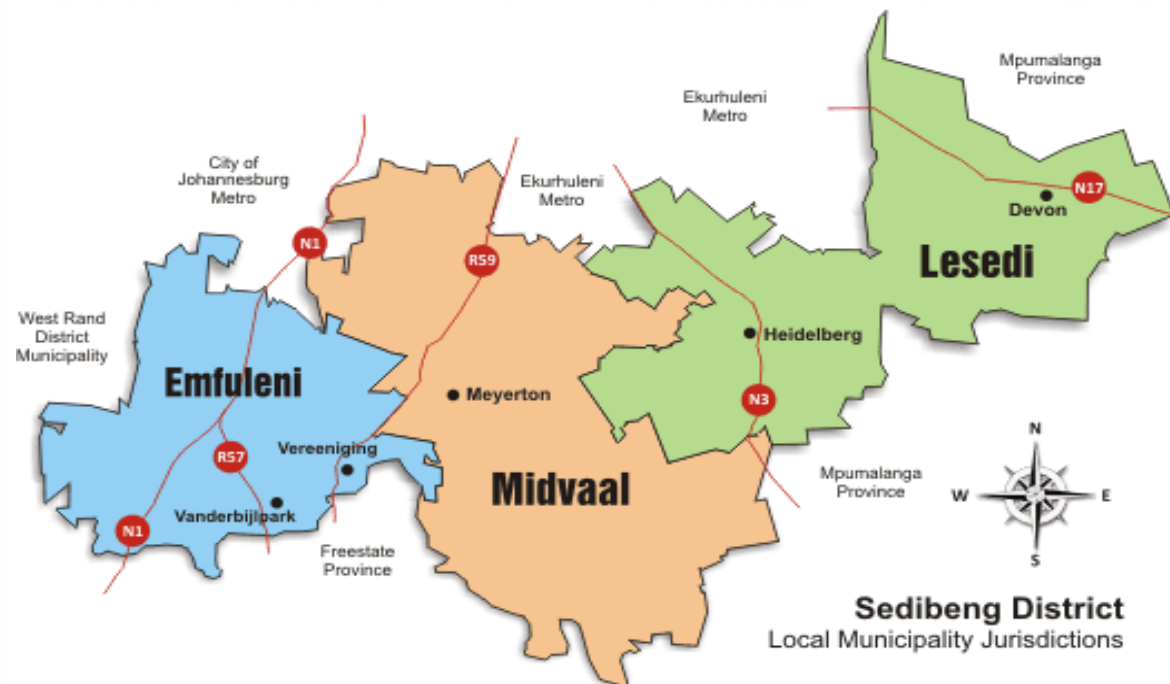 Mpumalanga
Province
Ekurhuleni
Metro
City of
Johannesburg
Metro
Ekurhuleni
Metro
N17
Devon
N1
R59
Lesedi
West Rand
District
Municipality
Heidelberg
Emfuleni
Meyerton
N3
N
Vereeniging
R57
Midvaal
Mpumalanga
Province
W
E
Vanderbijlpark
N1
Freestate
Province
S
Sedibeng District
Local Municipality Jurisdictions